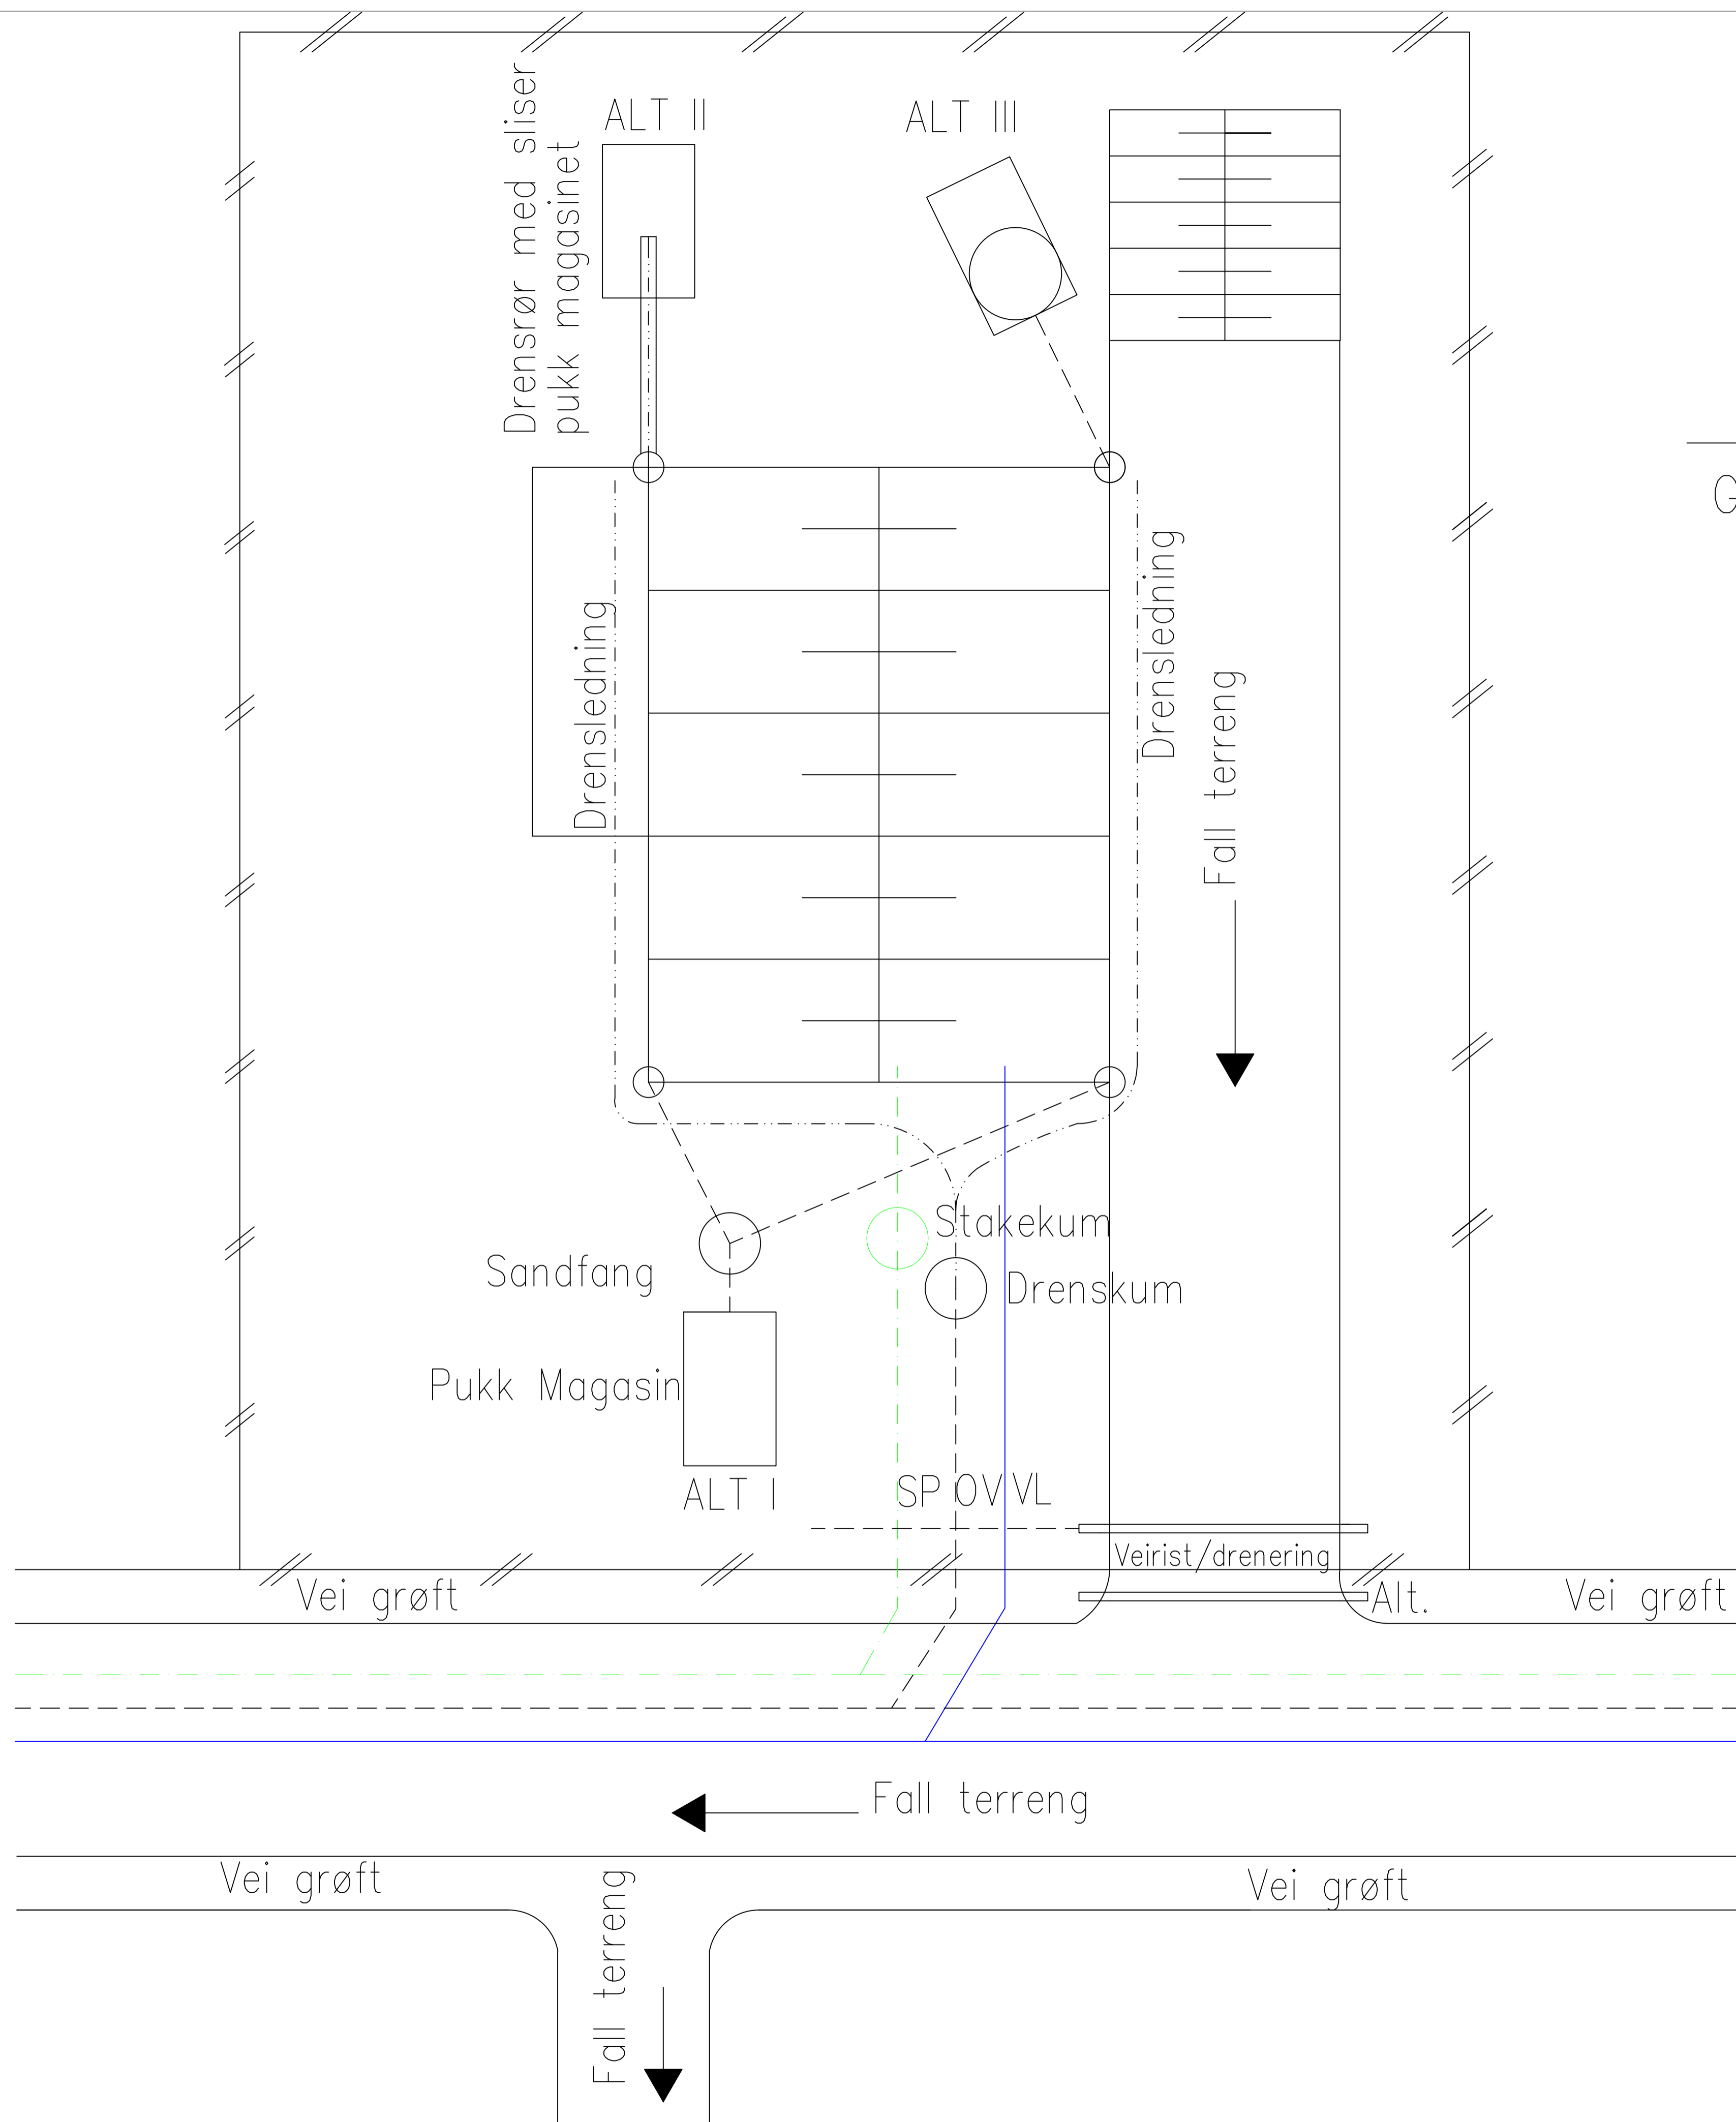 ALT II
ALT III
Drensrør med sliser
pukk magasinet
G
Drensledning
Drensledning
Fall terreng
Stakekum
Sandfang
Drenskum
Pukk Magasin
ALT I
SP OV VL
Veirist/drenering
Vei grøft
Alt.
Vei grøft
Fall terreng
Vei grøft
Vei grøft
Fall terreng